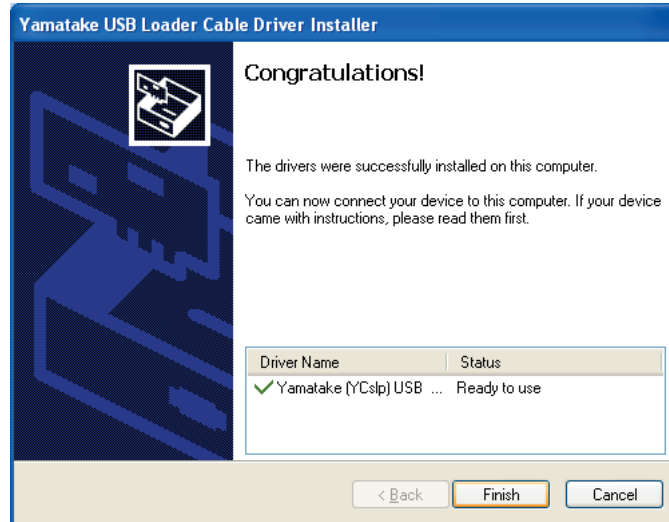 Yamatake USB Loader Cable Driver Installer
Congratulations!
The drivers were successfully installed on this computer.
You can now connect your device to this computer. If your device
came with instructions, please read them first.
Driver Name Status
Yamatake (YCslp) USB ... Ready to use
< Back Finish Cancel